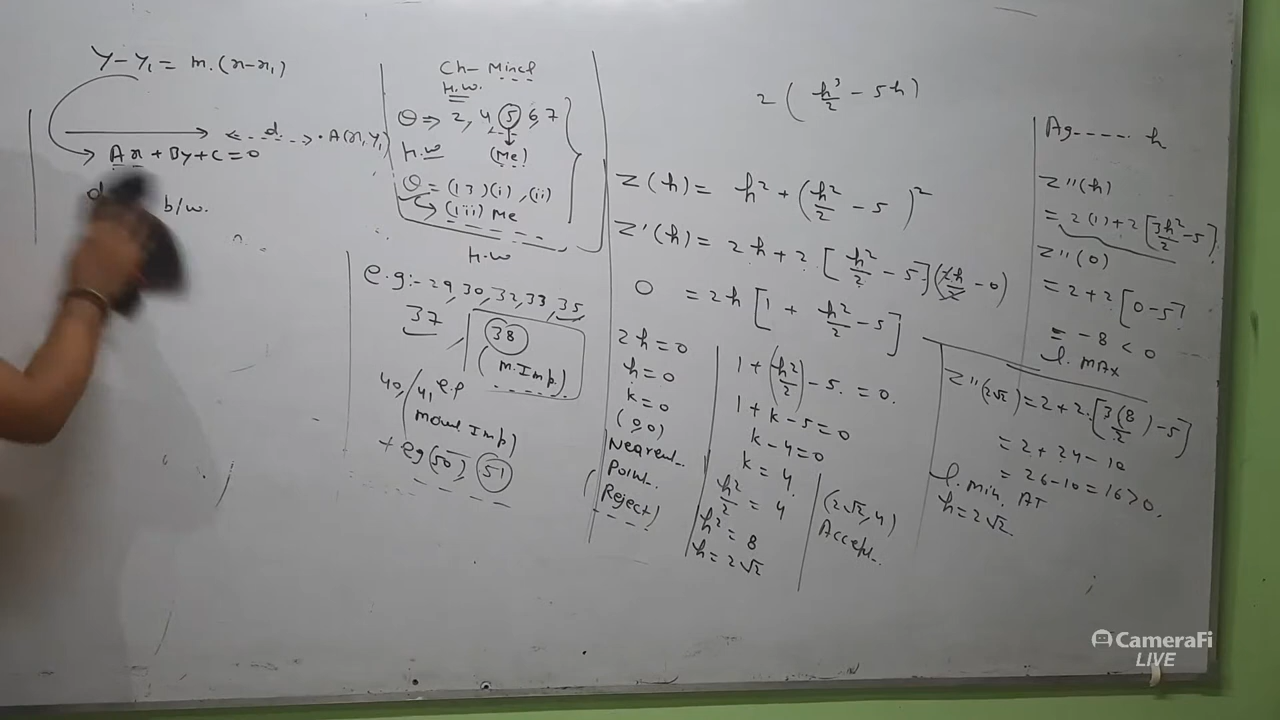 y-y₁ = m.(x-x₁)
d
.A(x₁,y₁)
Ax + By + C = 0
d
b/w.
Ch- Miscel
H.W.
Q ⇒ 2, 4, 5, 6, 7
H.W
(Me)
Q = (13)(i), (ii)
(iii) Me
H.W
e.g:- 29, 30, 32, 33, 35
37
38
(M.Imp.)
40, 41, e.g
Imp)
+ eg (50), 51
2 ( h³/2 - 5h )
Z(h) = h² + (h²/2 - 5)²
Z'(h) = 2h + 2 [h²/2 - 5] (2h/2 - 0)
0 = 2h [1 + h²/2 - 5]
2h = 0
h = 0
k = 0
(0,0)
Nearest
Point
(Reject)
1 + (h²/2) - 5 = 0.
1 + k - 5 = 0
k - 4 = 0
k = 4
h²/2 = 4
h² = 8
h = 2√2
(2√2, 4)
Accept
Ag----- h
Z''(h)
= 2(1) + 2 [3h²/2 - 5]
Z''(0)
= 2 + 2 [0 - 5]
= -8 < 0
l. MAX
Z''(2√2) = 2 + 2.[3(8)/2 - 5]
= 2 + 24 - 10
= 26 - 10 = 16 > 0.
l. min. AT
h = 2√2
CameraFi
LIVE